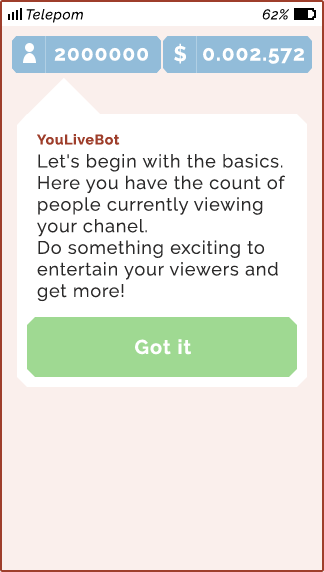 Telepom 62%
2000000 $ 0.002.572
YouLiveBot
Let's begin with the basics.
Here you have the count of
people currently viewing
your chanel.
Do something exciting to
entertain your viewers and
get more!
Got it